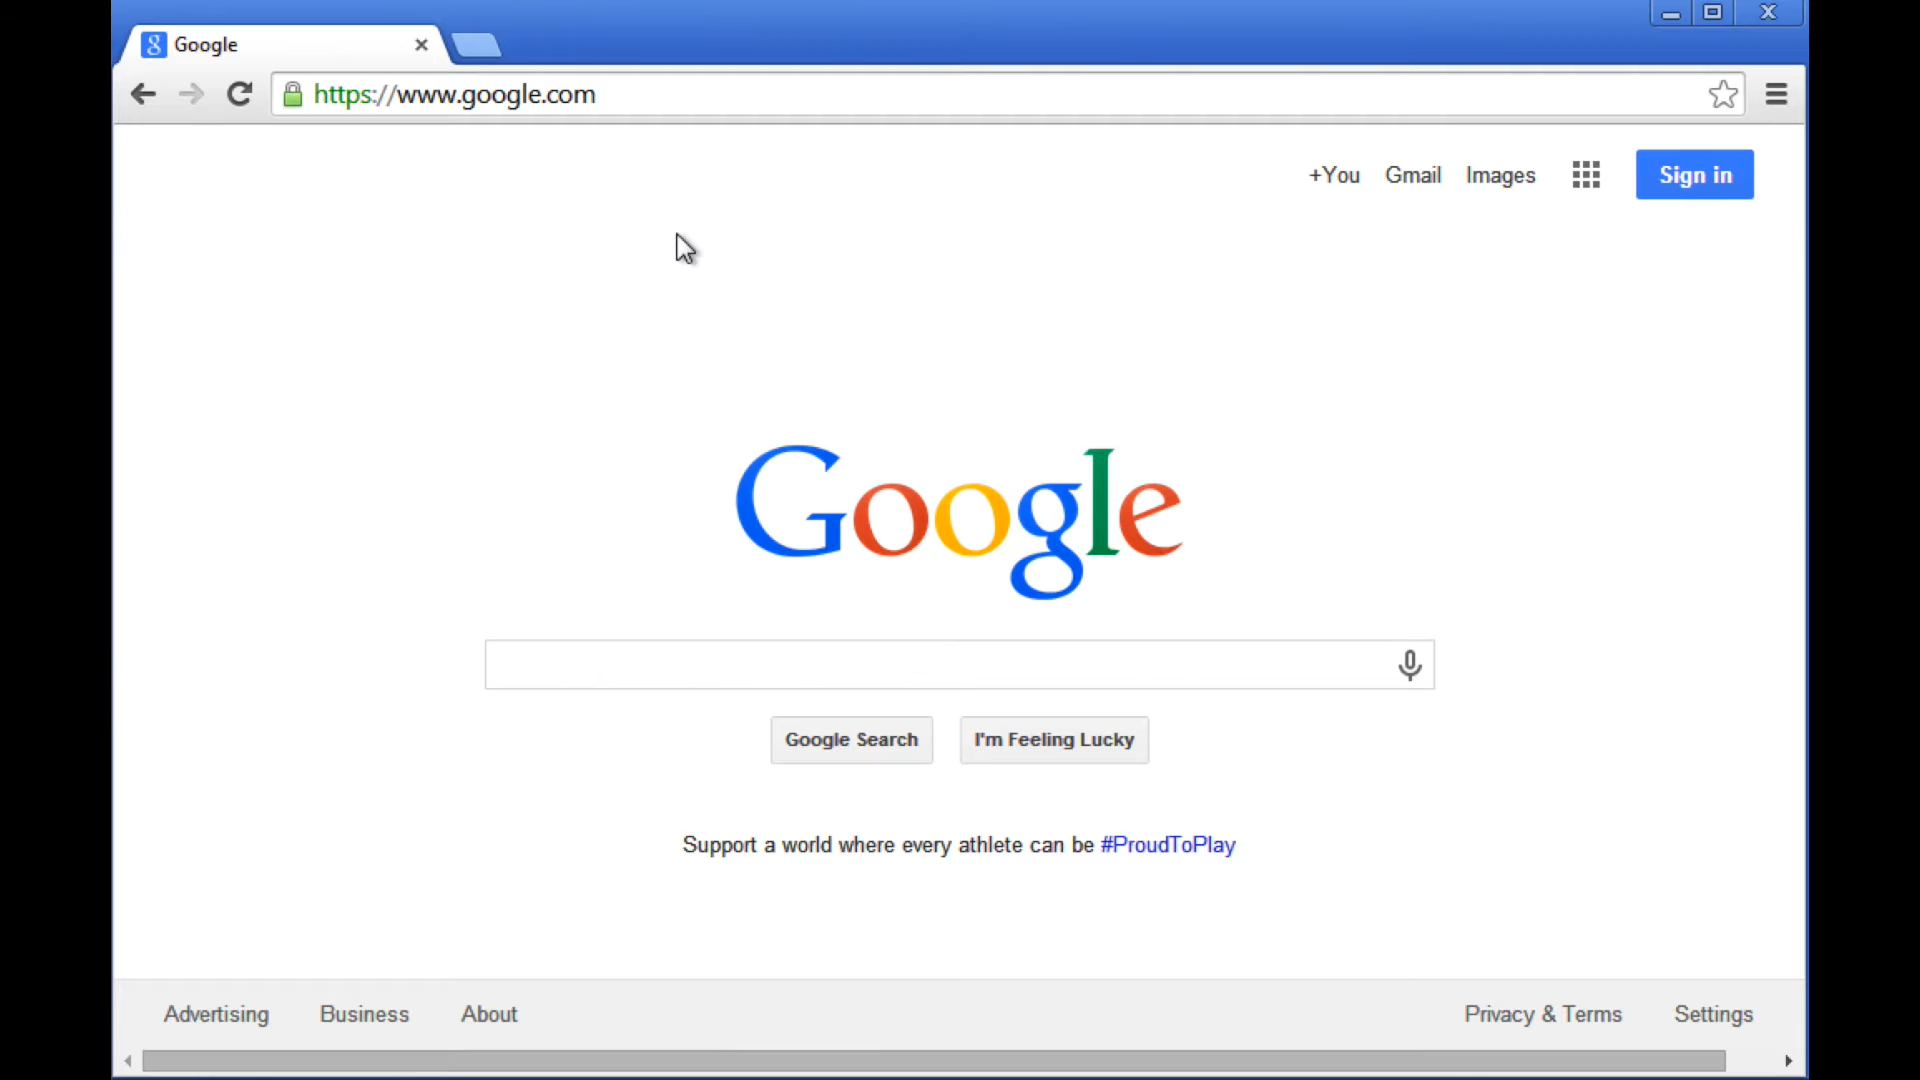 Google
https://www.google.com
+You Gmail Images Sign in
Google
Google Search I'm Feeling Lucky
Support a world where every athlete can be #ProudToPlay
Advertising Business About Privacy & Terms Settings